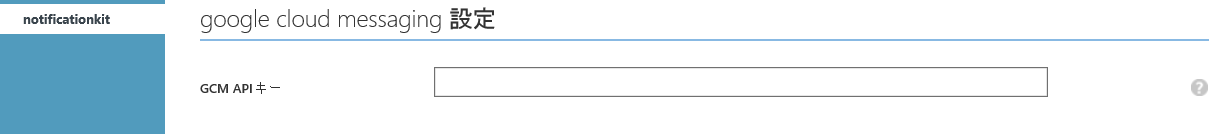 notificationkit
google cloud messaging 設定
GCM API キー
?